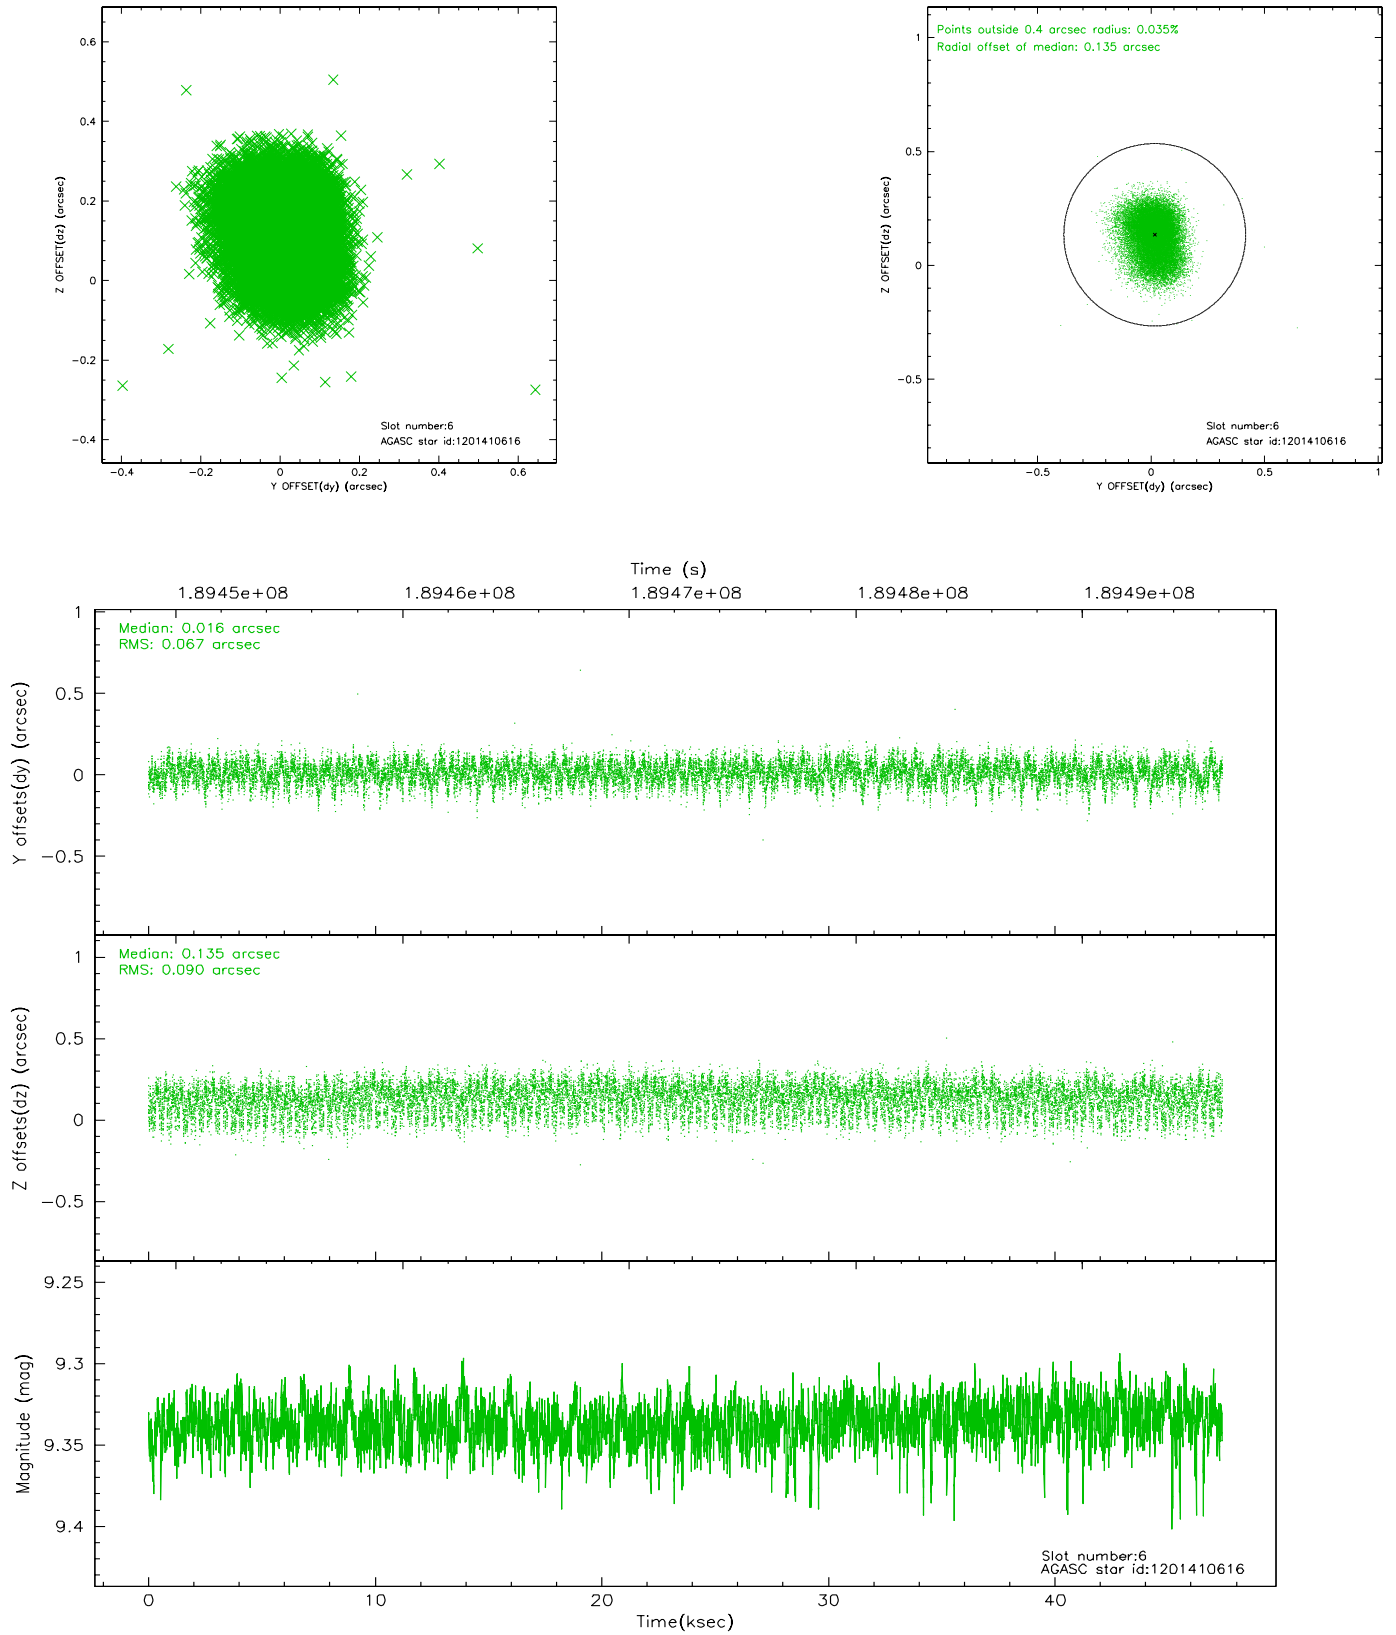 0.6
0.4
0.2
0
−0.2
−0.4
Z OFFSET(dz) (arcsec)
Slot number:6
AGASC star id:1201410616
−0.4 −0.2 0 0.2 0.4 0.6
Y OFFSET(dy) (arcsec)
Points outside 0.4 arcsec radius: 0.035%
Radial offset of median: 0.135 arcsec
1
0.5
0
−0.5
Z OFFSET(dz) (arcsec)
Slot number:6
AGASC star id:1201410616
−0.5 0 0.5 1
Y OFFSET(dy) (arcsec)
Time (s)
1.8945e+08 1.8946e+08 1.8947e+08 1.8948e+08 1.8949e+08
Median: 0.016 arcsec
RMS: 0.067 arcsec
1
0.5
0
−0.5
Y offsets(dy) (arcsec)
Median: 0.135 arcsec
RMS: 0.090 arcsec
1
0.5
0
−0.5
Z offsets(dz) (arcsec)
9.25
9.3
9.35
9.4
Magnitude (mag)
Slot number:6
AGASC star id:1201410616
0 10 20 30 40
Time(ksec)